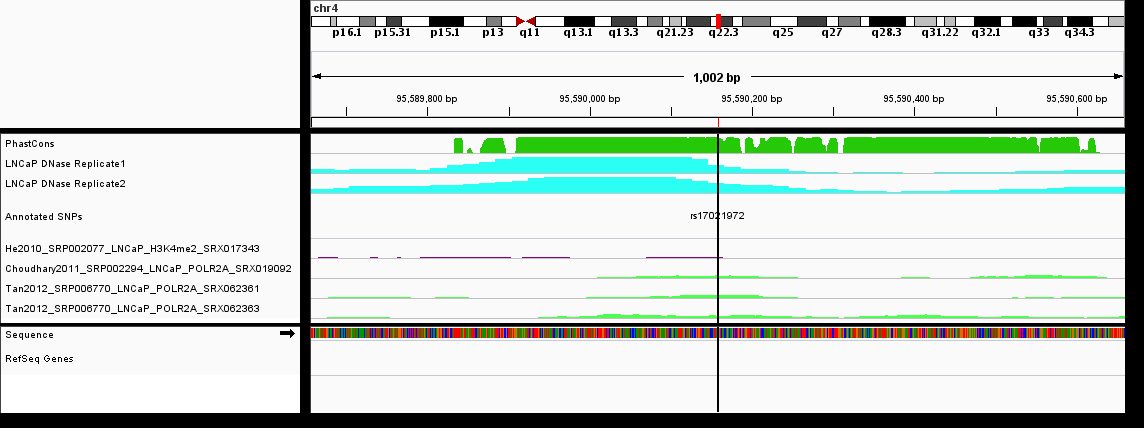 chr4
p16.1 p15.31 p15.1 p13 q11 q13.1 q13.3 q21.23 q22.3 q25 q27 q28.3 q31.22 q32.1 q33 q34.3
1,002 bp
95,589,800 bp 95,590,000 bp 95,590,200 bp 95,590,400 bp 95,590,600 bp
PhastCons
LNCaP DNase Replicate1
LNCaP DNase Replicate2
Annotated SNPs
rs17021972
He2010_SRP002077_LNCaP_H3K4me2_SRX017343
Choudhary2011_SRP002294_LNCaP_POLR2A_SRX019092
Tan2012_SRP006770_LNCaP_POLR2A_SRX062361
Tan2012_SRP006770_LNCaP_POLR2A_SRX062363
Sequence
RefSeq Genes